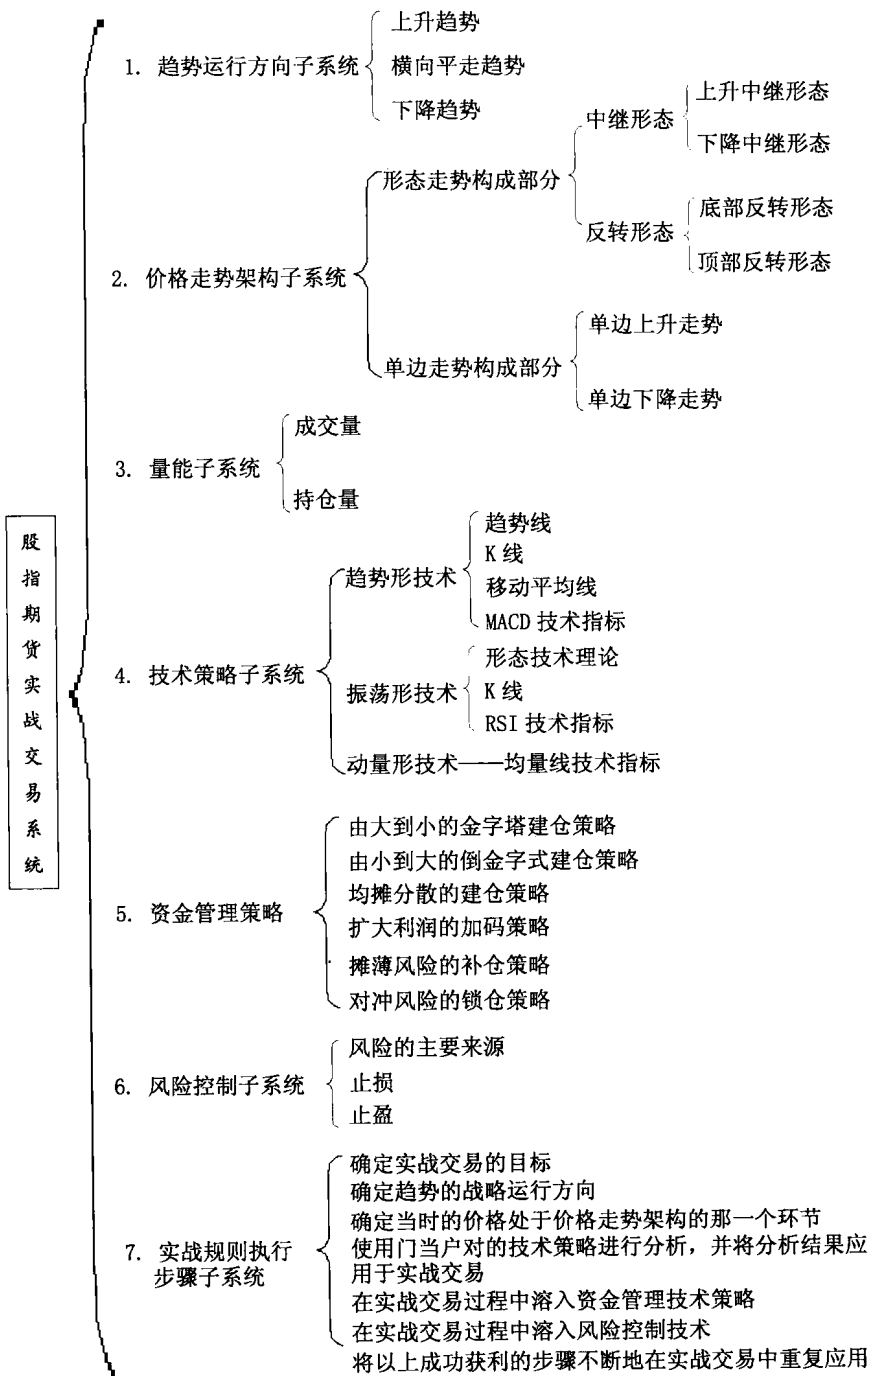 股指期货实战交易系统
1. 趋势运行方向子系统
上升趋势
横向平走趋势
下降趋势
2. 价格走势架构子系统
形态走势构成部分
中继形态
上升中继形态
下降中继形态
反转形态
底部反转形态
顶部反转形态
单边走势构成部分
单边上升走势
单边下降走势
3. 量能子系统
成交量
持仓量
4. 技术策略子系统
趋势形技术
趋势线
K 线
移动平均线
MACD 技术指标
振荡形技术
形态技术理论
K 线
RSI 技术指标
动量形技术——均量线技术指标
5. 资金管理策略
由大到小的金字塔建仓策略
由小到大的倒金字式建仓策略
均摊分散的建仓策略
扩大利润的加码策略
摊薄风险的补仓策略
对冲风险的锁仓策略
6. 风险控制子系统
风险的主要来源
止损
止盈
7. 实战规则执行
步骤子系统
确定实战交易的目标
确定趋势的战略运行方向
确定当时的价格处于价格走势架构的那一个环节
使用门当户对的技术策略进行分析，并将分析结果应
用于实战交易
在实战交易过程中溶入资金管理技术策略
在实战交易过程中溶入风险控制技术
将以上成功获利的步骤不断地在实战交易中重复应用